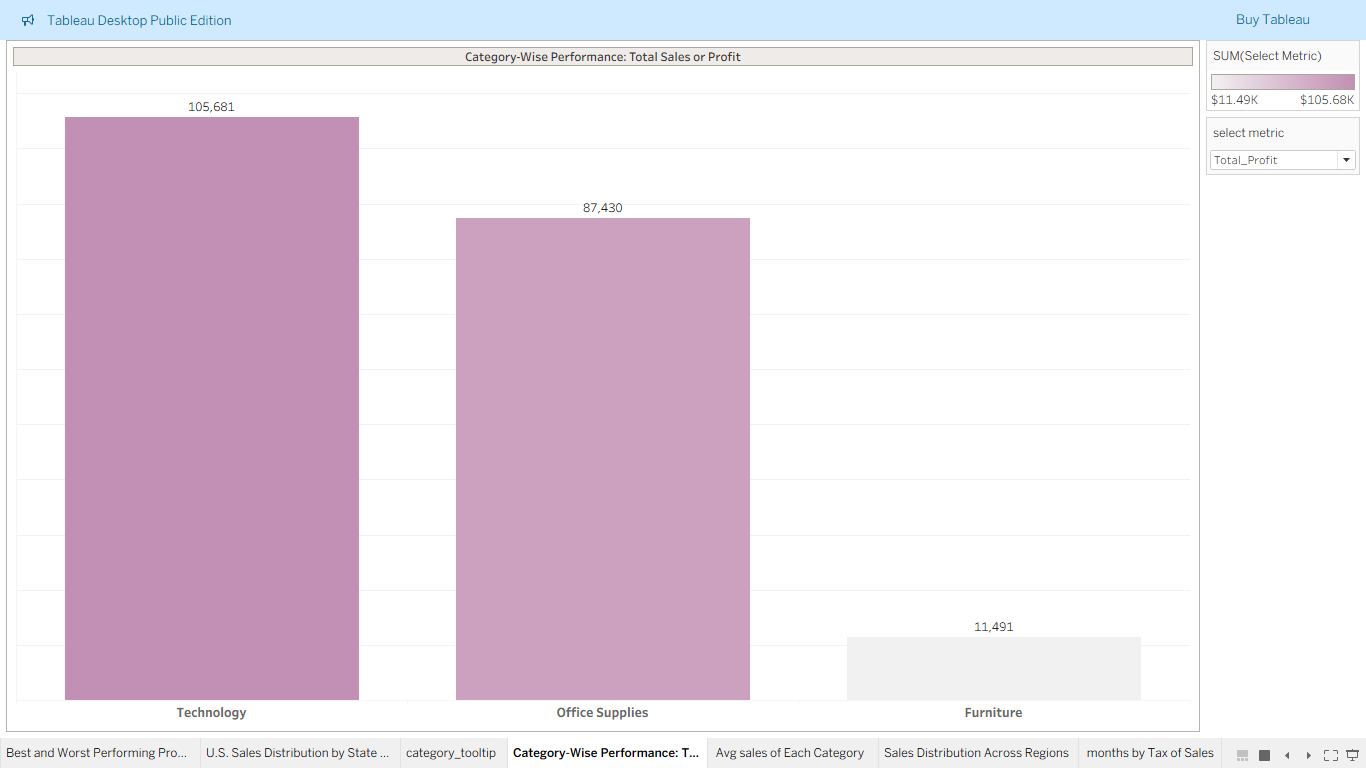 Tableau Desktop Public Edition
Buy Tableau
Category-Wise Performance: Total Sales or Profit
105,681
87,430
11,491
Technology
Office Supplies
Furniture
SUM(Select Metric)
$11.49K
$105.68K
select metric
Total_Profit
Best and Worst Performing Pro...
U.S. Sales Distribution by State ...
category_tooltip
Category-Wise Performance: T...
Avg sales of Each Category
Sales Distribution Across Regions
months by Tax of Sales